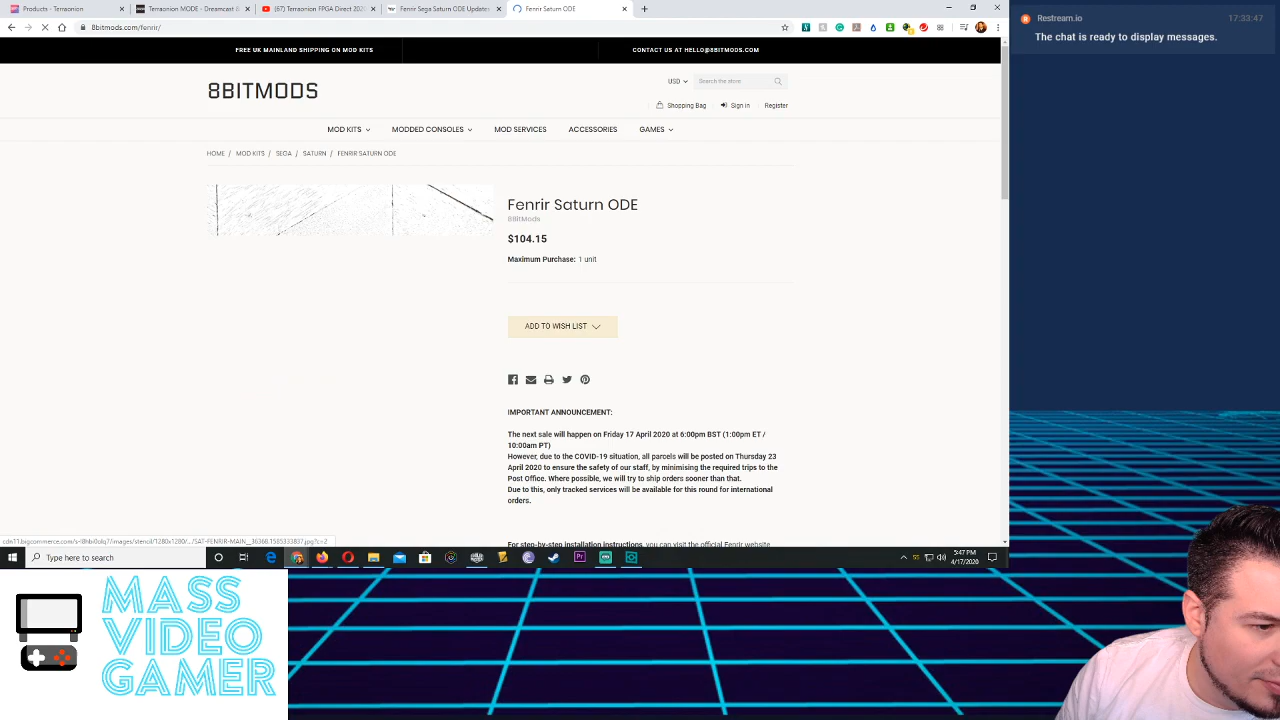 Products - Terraonion
Terraonion MODE - Dreamcast &
(67) Terraonion FPGA Direct 202
Fenrir Sega Saturn ODE Updates
Fenrir Saturn ODE
8bitmods.com/fenrir/
Restream.io 17:33:47
The chat is ready to display messages.
FREE UK MAINLAND SHIPPING ON MOD KITS
CONTACT US AT HELLO@8BITMODS.COM
8BITMODS
USD
Search the store
Shopping Bag
Sign in
Register
MOD KITS
MODDED CONSOLES
MOD SERVICES
ACCESSORIES
GAMES
HOME / MOD KITS / SEGA / SATURN / FENRIR SATURN ODE
Fenrir Saturn ODE
8BitMods
$104.15
Maximum Purchase: 1 unit
ADD TO WISH LIST
IMPORTANT ANNOUNCEMENT:
The next sale will happen on Friday 17 April 2020 at 6:00pm BST (1:00pm ET /
10:00am PT)
However, due to the COVID-19 situation, all parcels will be posted on Thursday 23
April 2020 to ensure the safety of our staff, by minimising the required trips to the
Post Office. Where possible, we will try to ship orders sooner than that.
Due to this, only tracked services will be available for this round for international
orders.
For step-by-step installation instructions, you can visit the official Fenrir website
Type here to search
5:47 PM
4/17/2020
MASS
VIDEO
GAMER